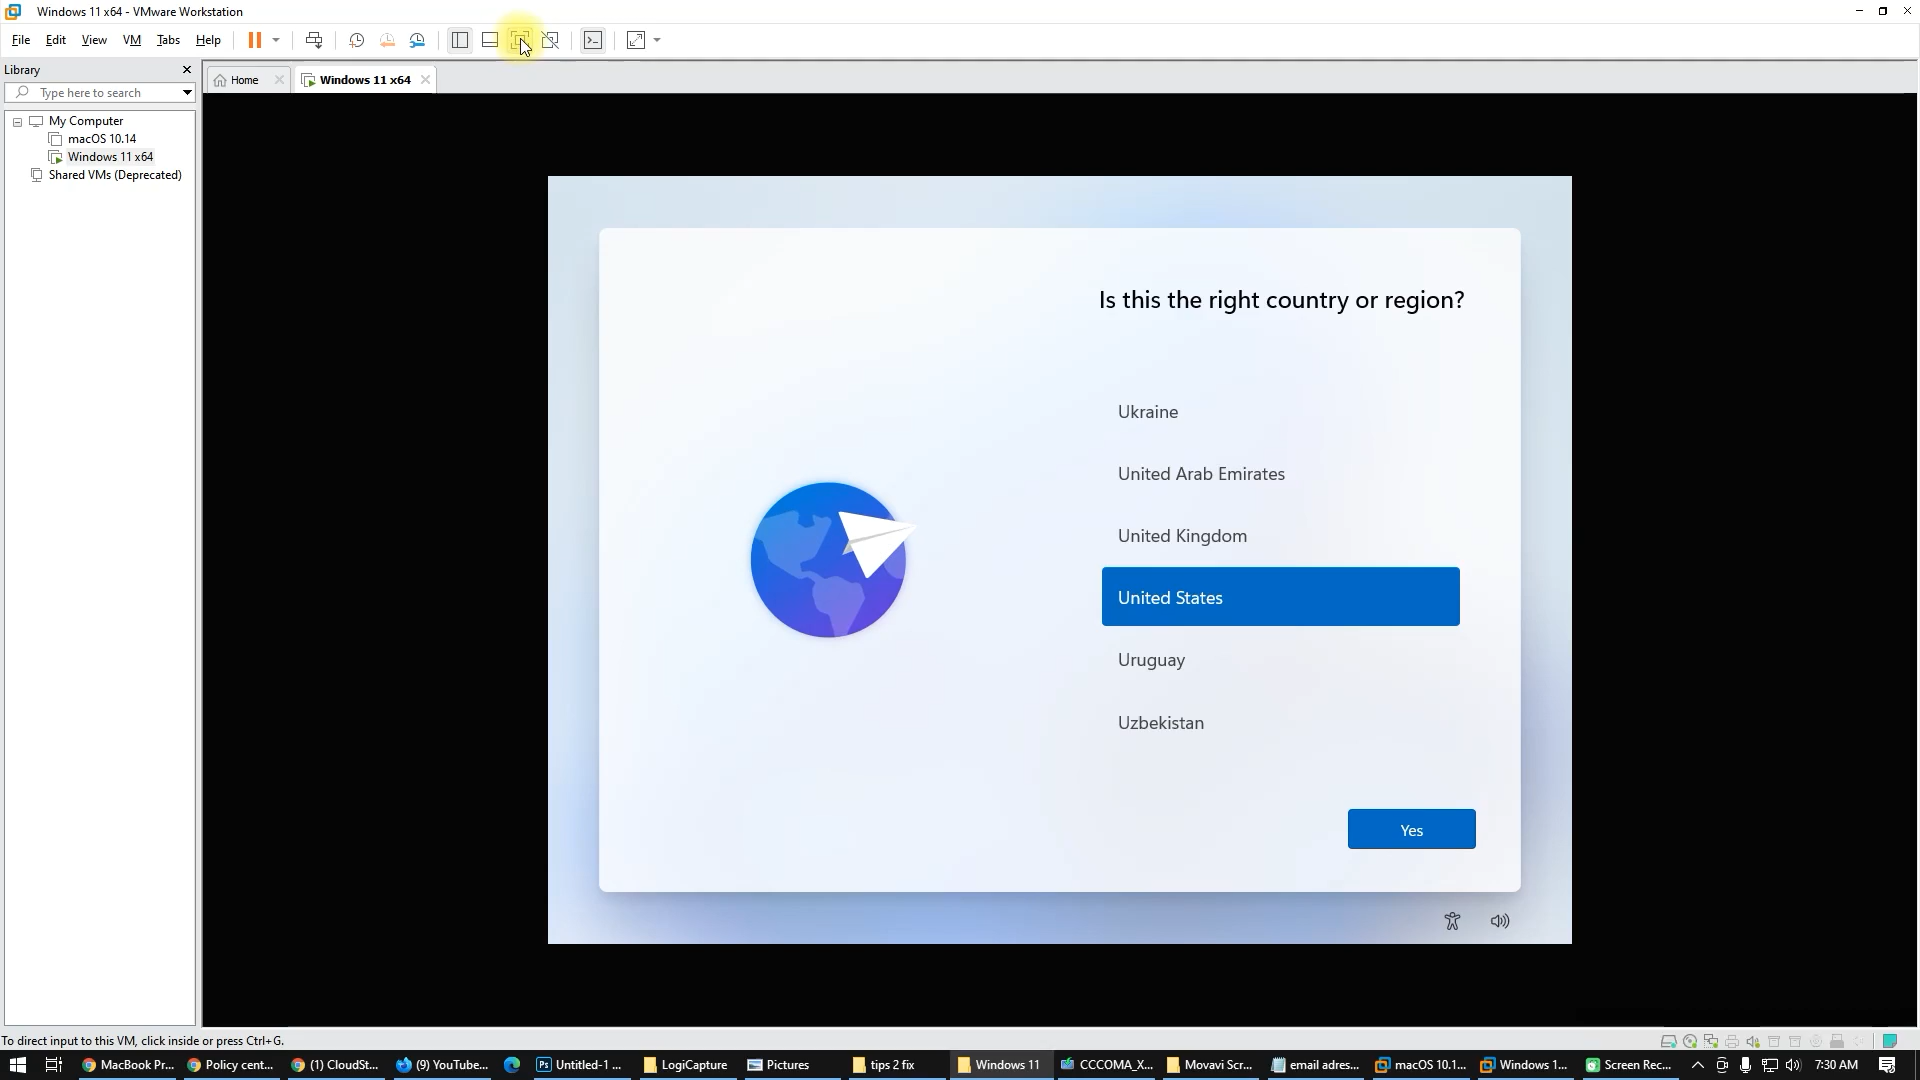 Windows 11 x64 - VMware Workstation
File Edit View VM Tabs Help
Library
Home
Windows 11 x64
Type here to search
My Computer
macOS 10.14
Windows 11 x64
Shared VMs (Deprecated)
Is this the right country or region?
Ukraine
United Arab Emirates
United Kingdom
United States
Uruguay
Uzbekistan
Yes
To direct input to this VM, click inside or press Ctrl+G.
MacBook Pr... Policy cent... (1) CloudSt... (9) YouTube... Ps Untitled-1 ... LogiCapture Pictures tips 2 fix Windows 11 CCCOMA_X... Movavi Scr... email adres... macOS 10.1... Windows 1... Screen Rec... 7:30 AM